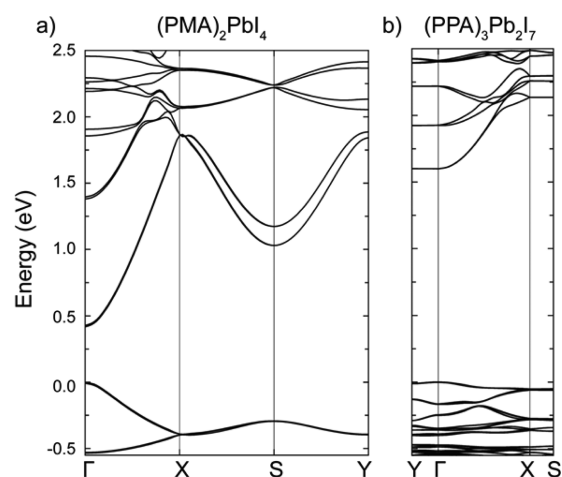 a) (PMA)₂PbI₄
b) (PPA)₃Pb₂I₇
Energy (eV)
2.5
2.0
1.5
1.0
0.5
0.0
-0.5
Γ X S Y
Y Γ X S